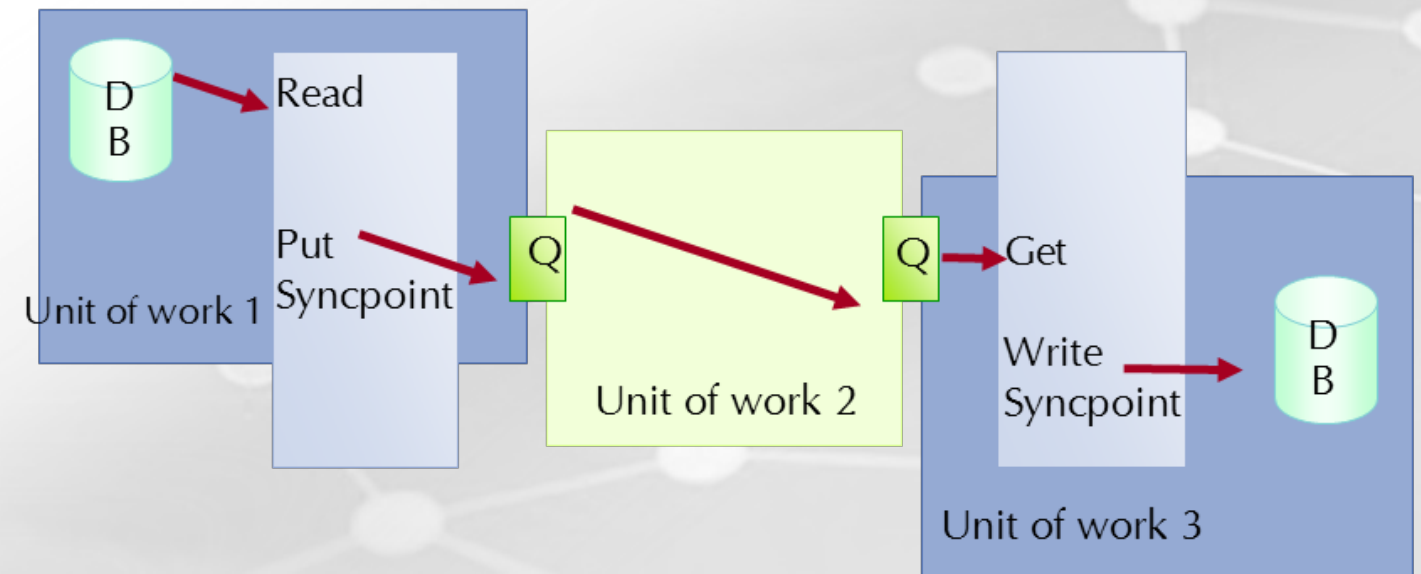 D
B
Read
Put
Syncpoint
Unit of work 1
Q
Unit of work 2
Q
Get
Write
Syncpoint
D
B
Unit of work 3